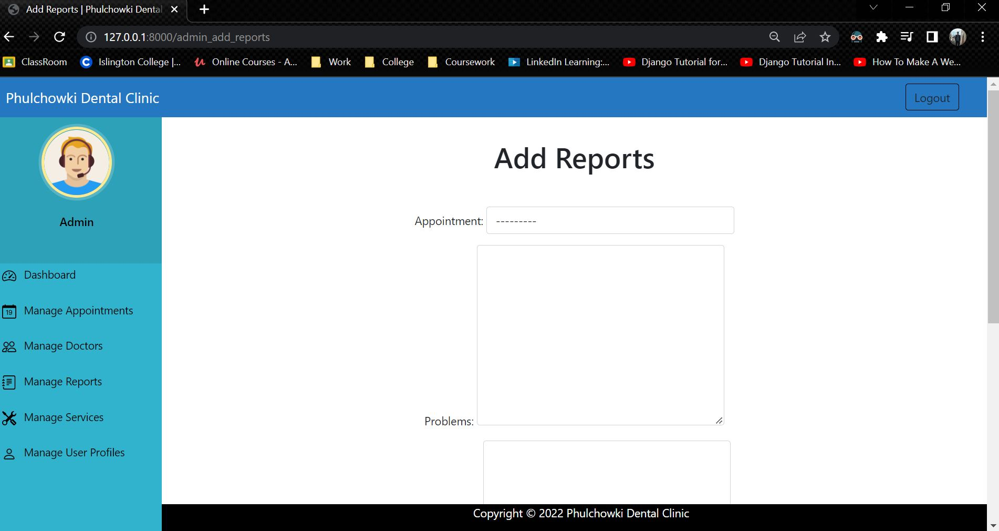 Add Reports | Phulchowki Dental
127.0.0.1:8000/admin_add_reports
ClassRoom
Islington College |...
Online Courses - A...
Work
College
Coursework
LinkedIn Learning:...
Django Tutorial for...
Django Tutorial In...
How To Make A We...
Phulchowki Dental Clinic
Logout
Admin
Dashboard
19
Manage Appointments
Manage Doctors
Manage Reports
Manage Services
Manage User Profiles
Add Reports
Appointment: ---------
Problems:
Copyright © 2022 Phulchowki Dental Clinic